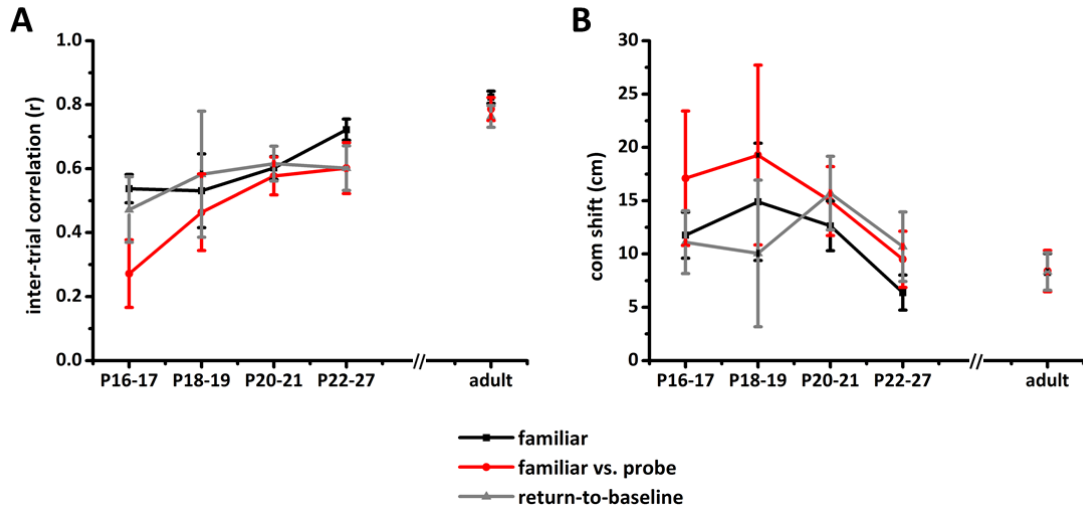 A
B
inter-trial correlation (r)
1.0
0.8
0.6
0.4
0.2
0.0
P16-17 P18-19 P20-21 P22-27 // adult
com shift (cm)
30
25
20
15
10
5
0
P16-17 P18-19 P20-21 P22-27 // adult
familiar
familiar vs. probe
return-to-baseline